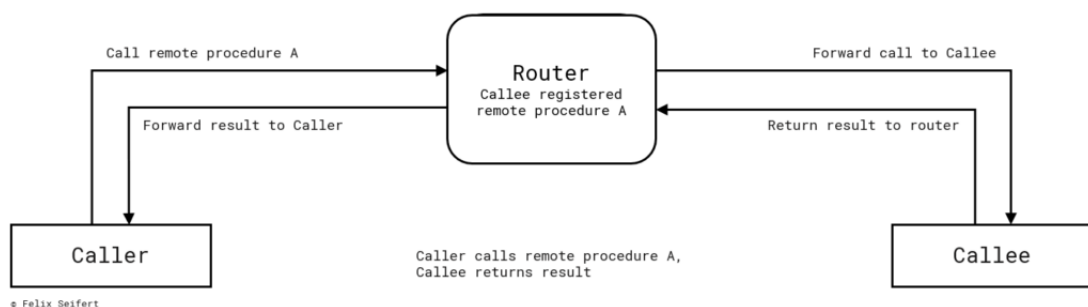 Call remote procedure A
Forward call to Callee
Router
Callee registered
remote procedure A
Forward result to Caller
Return result to router
Caller
Caller calls remote procedure A,
Callee returns result
Callee
© Felix Seifert